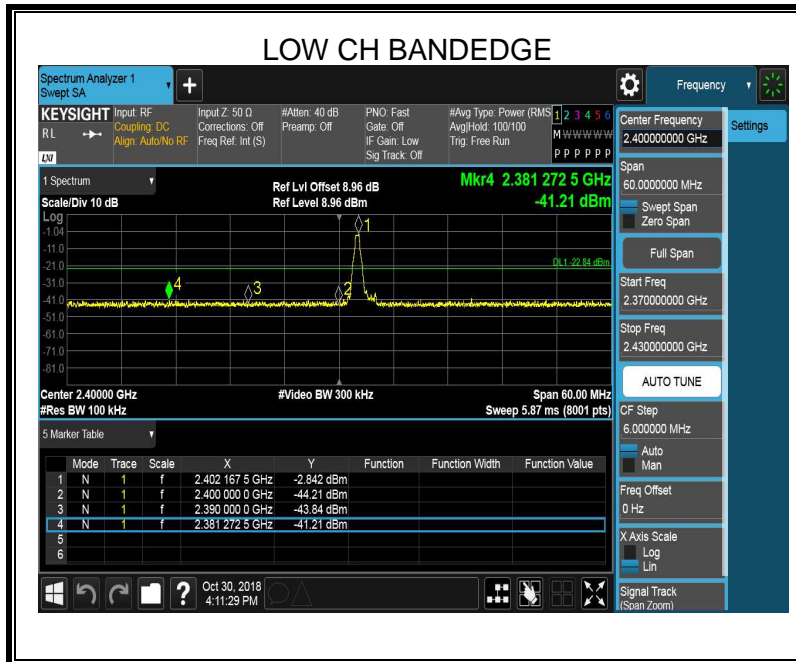 LOW CH BANDEDGE
Spectrum Analyzer 1
Swept SA
+
Frequency
KEYSIGHT Input: RF Input Z: 50 Ω #Atten: 40 dB PNO: Fast #Avg Type: Power (RMS 1 2 3 4 5 6
RL Coupling: DC Corrections: Off Preamp: Off Gate: Off Avg|Hold: 100/100 M W W W W W
Align: Auto/No RF Freq Ref: Int (S) IF Gain: Low Trig: Free Run
LXI Sig Track: Off P P P P P P
1 Spectrum Ref Lvl Offset 8.96 dB Mkr4 2.381 272 5 GHz
Scale/Div 10 dB Ref Level 8.96 dBm -41.21 dBm
Log
-1.04
-11.0
-21.0
-31.0
-41.0
-51.0
-61.0
-71.0
-81.0
1
DL1 -22.84 dBm
4 3 2
Center 2.40000 GHz #Video BW 300 kHz Span 60.00 MHz
#Res BW 100 kHz Sweep 5.87 ms (8001 pts)
5 Marker Table
Mode Trace Scale X Y Function Function Width Function Value
1 N 1 f 2.402 167 5 GHz -2.842 dBm
2 N 1 f 2.400 000 0 GHz -44.21 dBm
3 N 1 f 2.390 000 0 GHz -43.84 dBm
4 N 1 f 2.381 272 5 GHz -41.21 dBm
5
6
? Oct 30, 2018
4:11:29 PM
Settings
Center Frequency
2.400000000 GHz
Span
60.0000000 MHz
Swept Span
Zero Span
Full Span
Start Freq
2.370000000 GHz
Stop Freq
2.430000000 GHz
AUTO TUNE
CF Step
6.000000 MHz
Auto
Man
Freq Offset
0 Hz
X Axis Scale
Log
Lin
Signal Track
(Span Zoom)